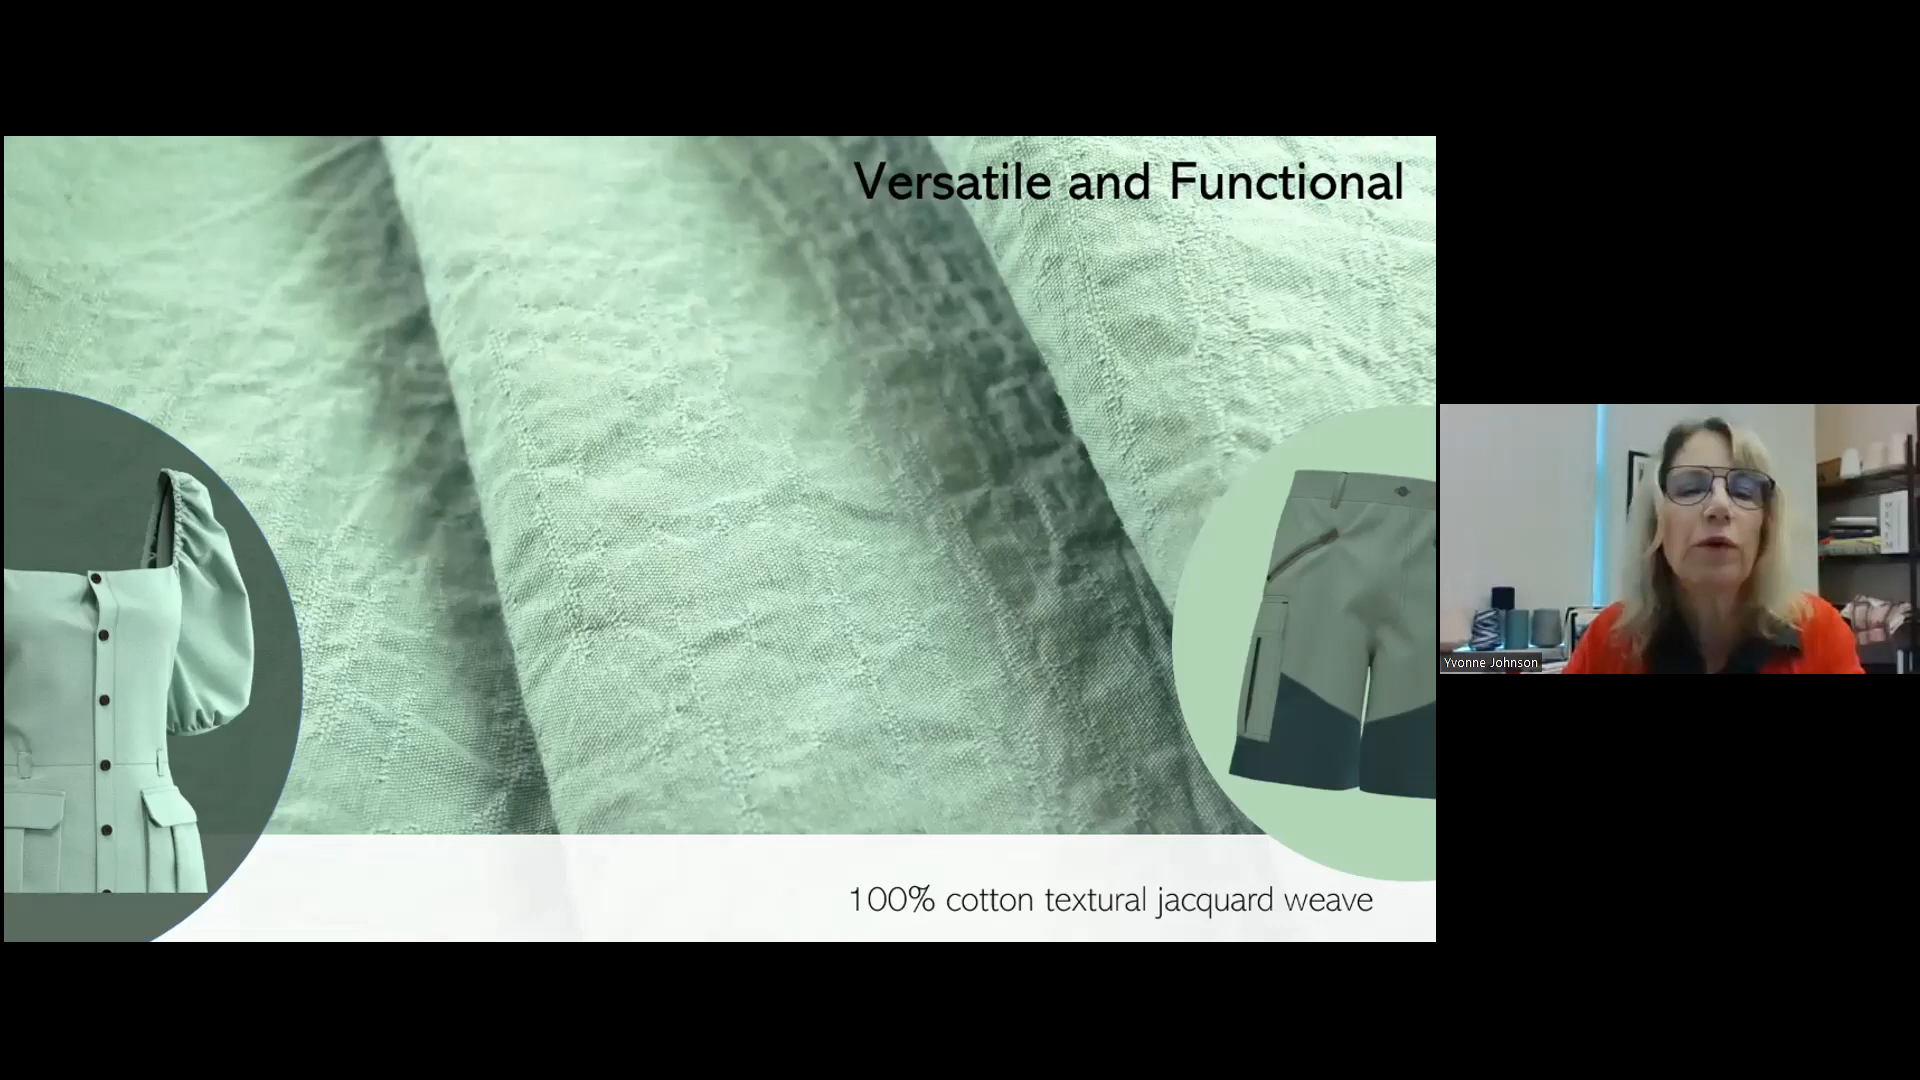 Versatile and Functional
100% cotton textural jacquard weave
Yvonne Johnson